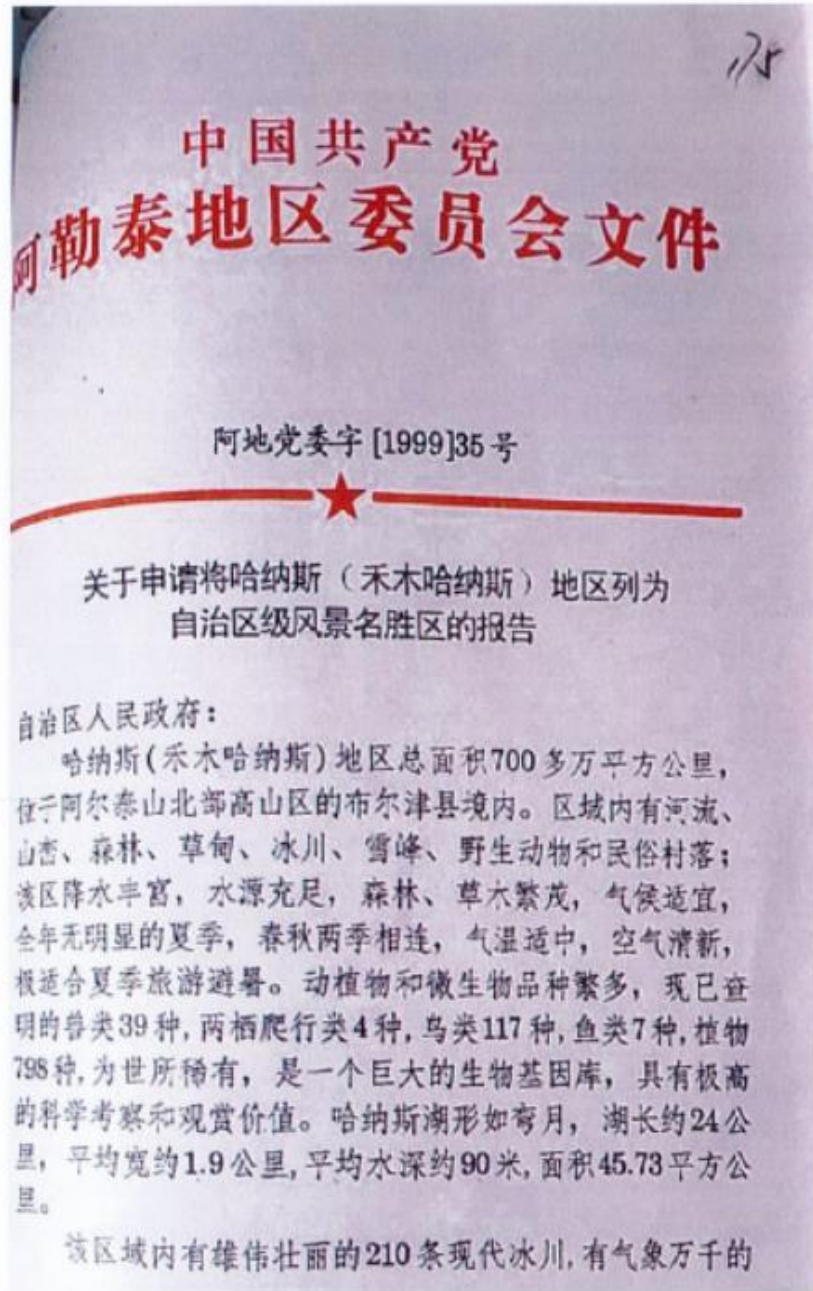 175
中国共产党
阿勒泰地区委员会文件
阿地党委字[1999]35号
关于申请将哈纳斯（禾木哈纳斯）地区列为
自治区级风景名胜区的报告
自治区人民政府：
哈纳斯(禾木哈纳斯)地区总面积700多万平方公里，
位于阿尔泰山北部高山区的布尔津县境内。区域内有河流、
山峦、森林、草甸、冰川、雪峰、野生动物和民俗村落；
该区降水丰富，水源充足，森林、草木繁茂，气候适宜，
全年无明显的夏季，春秋两季相连，气温适中，空气清新，
极适合夏季旅游避暑。动植物和微生物品种繁多，现已查
明的兽类39种,两栖爬行类4种,鸟类117种,鱼类7种,植物
798种,为世所稀有，是一个巨大的生物基因库，具有极高
的科学考察和观赏价值。哈纳斯湖形如弯月，湖长约24公
里，平均宽约1.9公里,平均水深约90米,面积45.73平方公
里。
该区域内有雄伟壮丽的210条现代冰川,有气象万千的